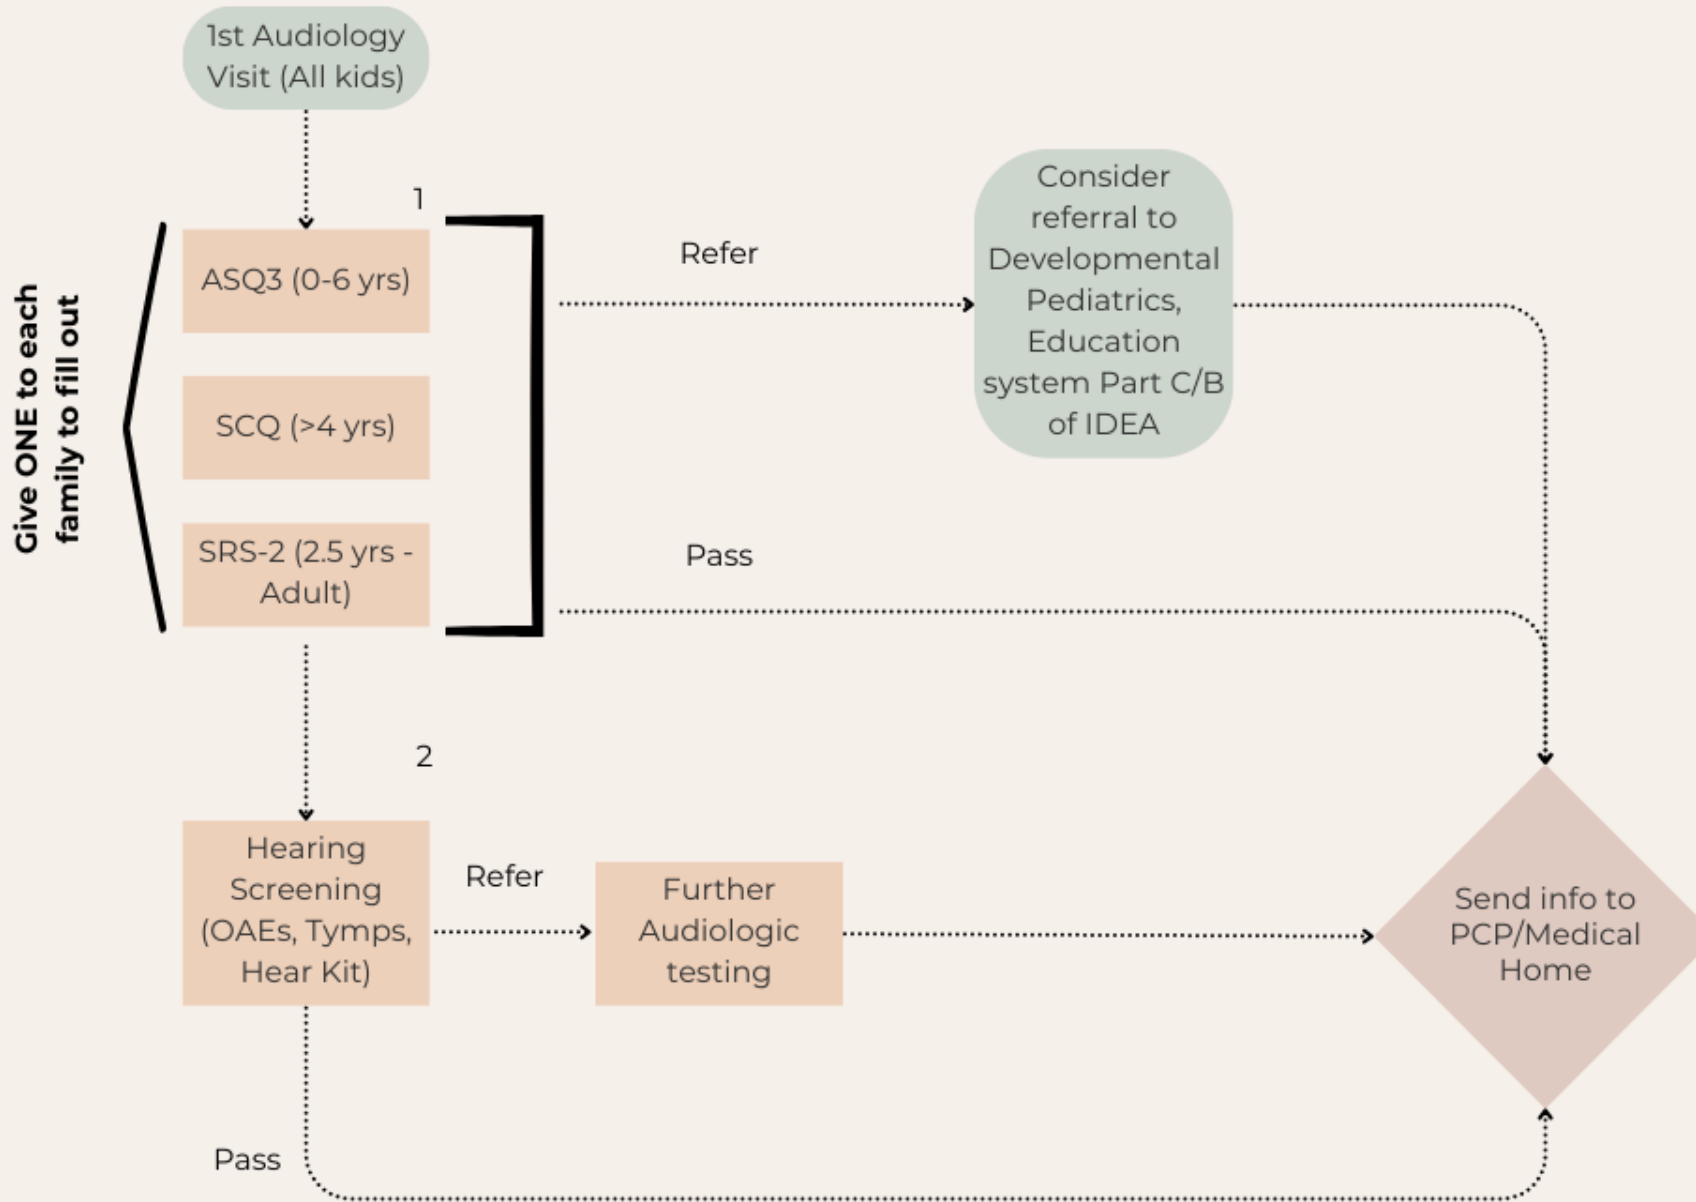 1st Audiology
Visit (All kids)
1
Give ONE to each
family to fill out
ASQ3 (0-6 yrs)
SCQ (>4 yrs)
SRS-2 (2.5 yrs -
Adult)
Refer
Consider
referral to
Developmental
Pediatrics,
Education
system Part C/B
of IDEA
Pass
2
Hearing
Screening
(OAEs, Tymps,
Hear Kit)
Refer
Further
Audiologic
testing
Send info to
PCP/Medical
Home
Pass